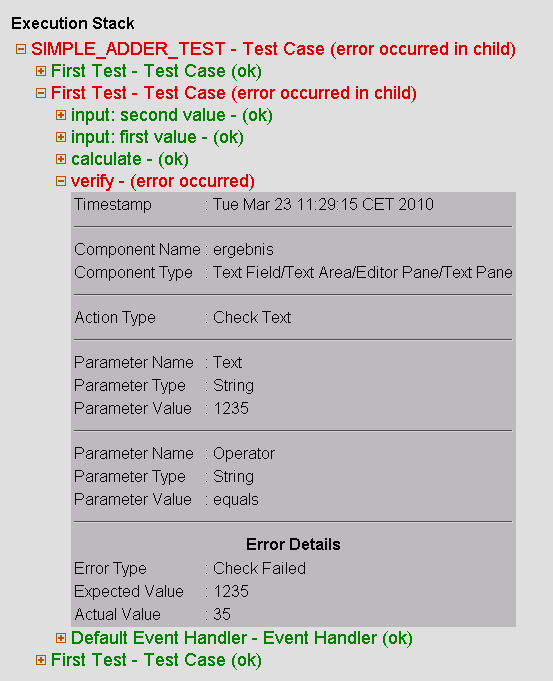 Execution Stack
SIMPLE_ADDER_TEST - Test Case (error occurred in child)
First Test - Test Case (ok)
First Test - Test Case (error occurred in child)
input: second value - (ok)
input: first value - (ok)
calculate - (ok)
verify - (error occurred)
Timestamp : Tue Mar 23 11:29:15 CET 2010
Component Name : ergebnis
Component Type : Text Field/Text Area/Editor Pane/Text Pane
Action Type : Check Text
Parameter Name : Text
Parameter Type : String
Parameter Value : 1235
Parameter Name : Operator
Parameter Type : String
Parameter Value : equals
Error Details
Error Type : Check Failed
Expected Value : 1235
Actual Value : 35
Default Event Handler - Event Handler (ok)
First Test - Test Case (ok)